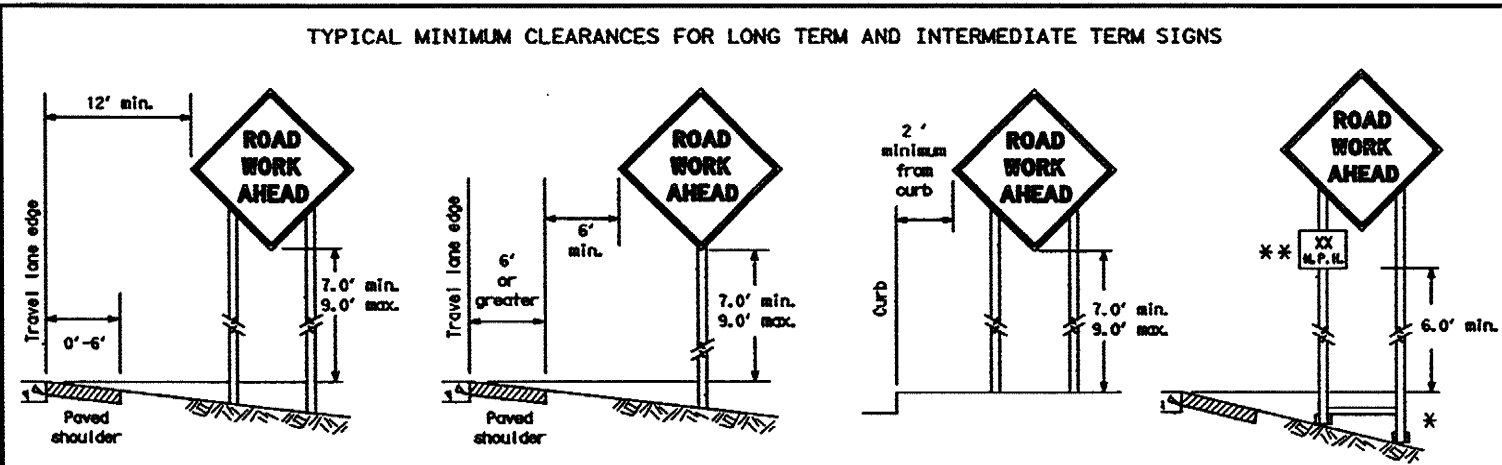 TYPICAL MINIMUM CLEARANCES FOR LONG TERM AND INTERMEDIATE TERM SIGNS
12' min.
ROAD
WORK
AHEAD
Travel lane edge
0'-6'
7.0' min.
9.0' max.
Paved
shoulder
ROAD
WORK
AHEAD
Travel lane edge
6'
or
greater
6'
min.
7.0' min.
9.0' max.
Paved
shoulder
2'
minimum
from
curb
ROAD
WORK
AHEAD
Curb
7.0' min.
9.0' max.
ROAD
WORK
AHEAD
**
XX
M.P.H.
6.0' min.
*